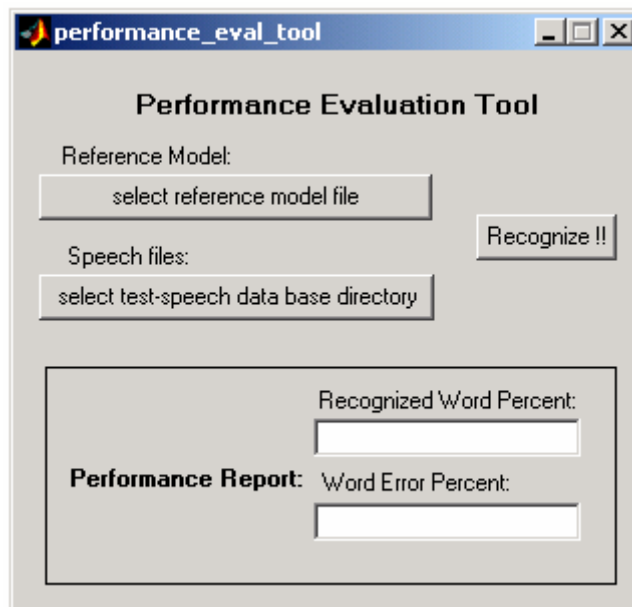 performance_eval_tool
Performance Evaluation Tool
Reference Model:
select reference model file
Recognize !!
Speech files:
select test-speech data base directory
Recognized Word Percent:
Performance Report:
Word Error Percent: